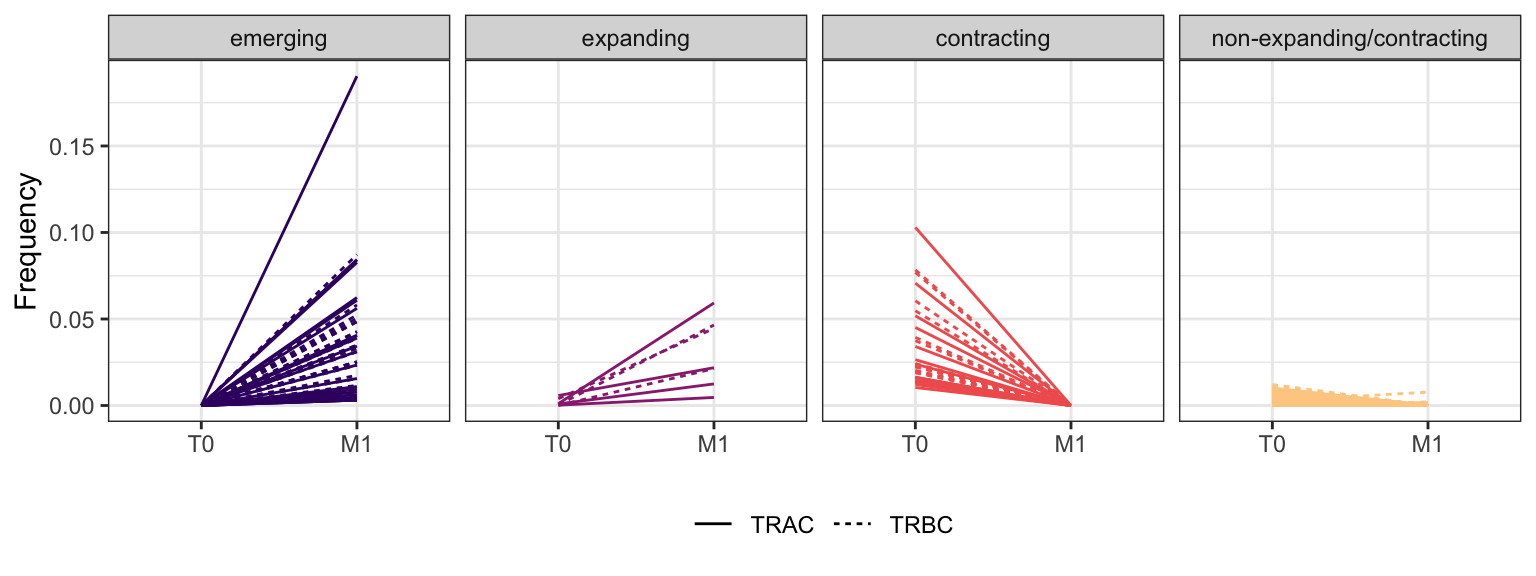 emerging expanding contracting non-expanding/contracting
Frequency
0.15
0.10
0.05
0.00
T0 M1 T0 M1 T0 M1 T0 M1
TRAC TRBC